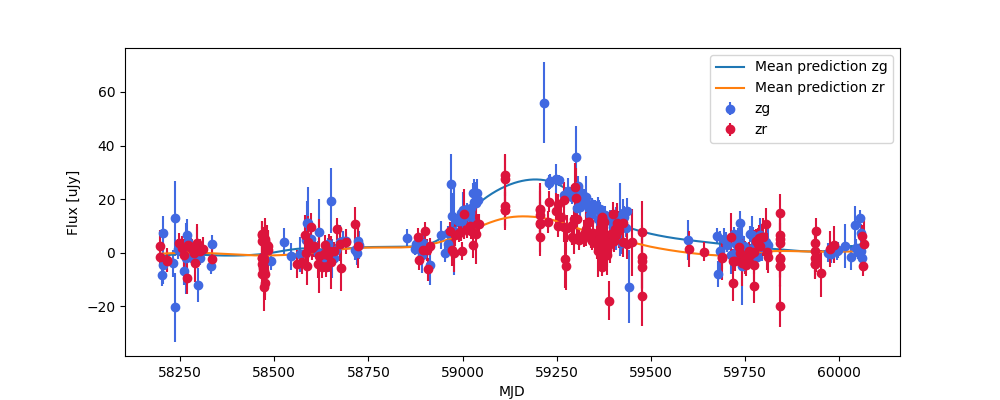 Mean prediction zg
Mean prediction zr
zg
zr
60
40
20
0
−20
Flux [uJy]
58250 58500 58750 59000 59250 59500 59750 60000
MJD